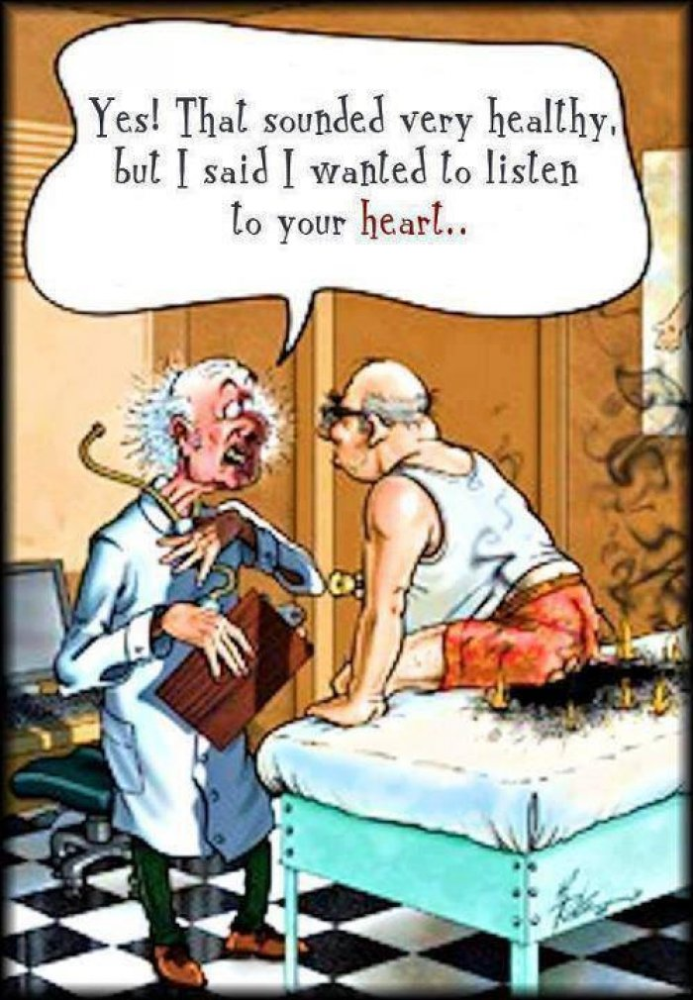 Yes! That sounded very healthy,
but I said I wanted to listen
to your heart..